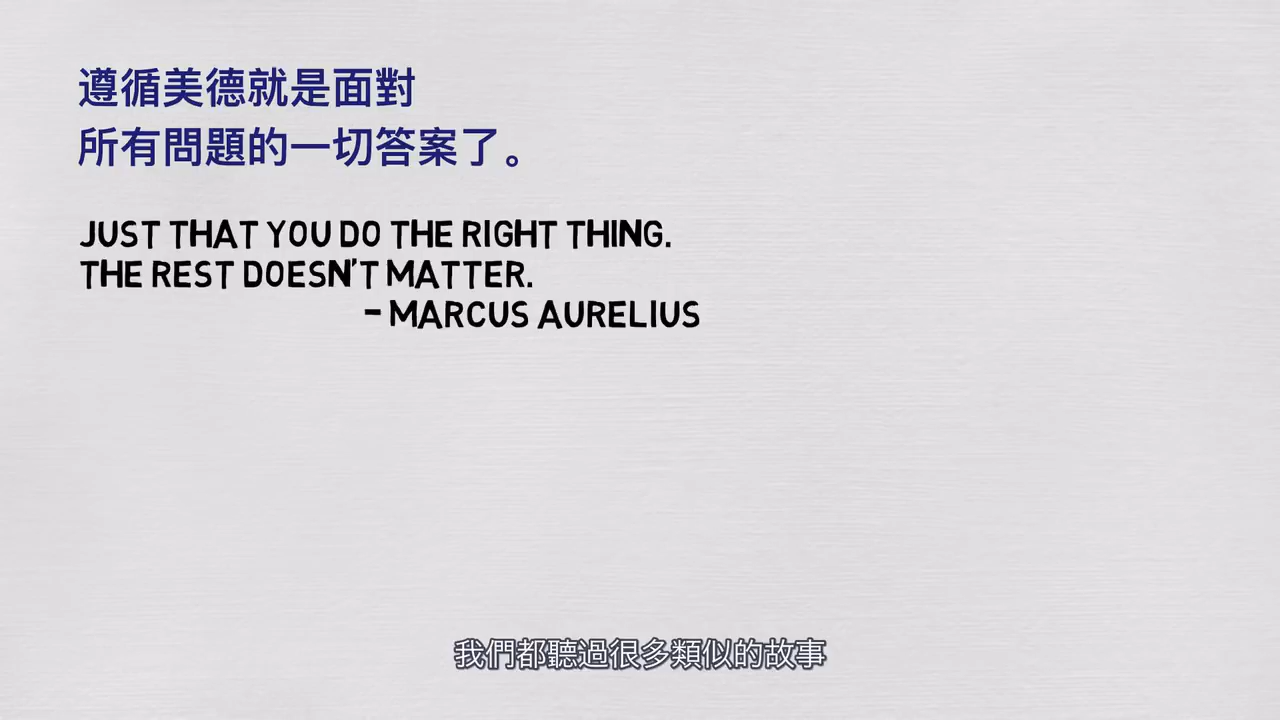 遵循美德就是面對
所有問題的一切答案了。
JUST THAT YOU DO THE RIGHT THING.
THE REST DOESN'T MATTER.
- MARCUS AURELIUS
我們都聽過很多類似的故事